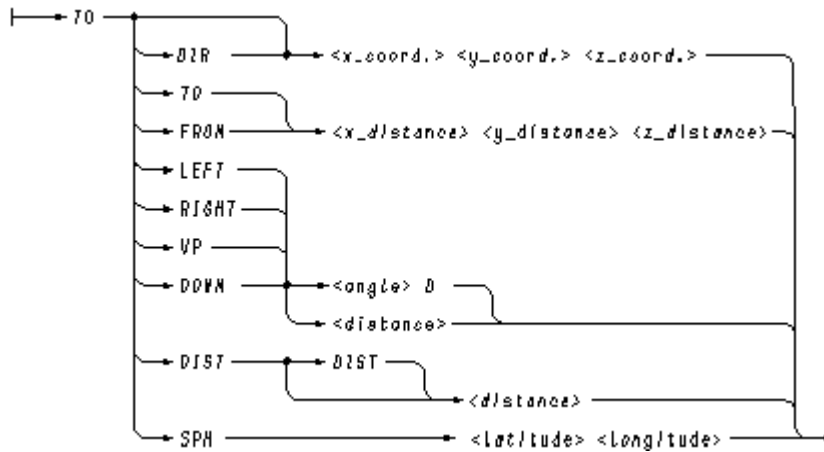 TO
DIR <x_coord.> <y_coord.> <z_coord.>
TO
FROM <x_distance> <y_distance> <z_distance>
LEFT
RIGHT
UP
DOWN <angle> D
<distance>
DIST DIST
<distance>
SPH <latitude> <longitude>